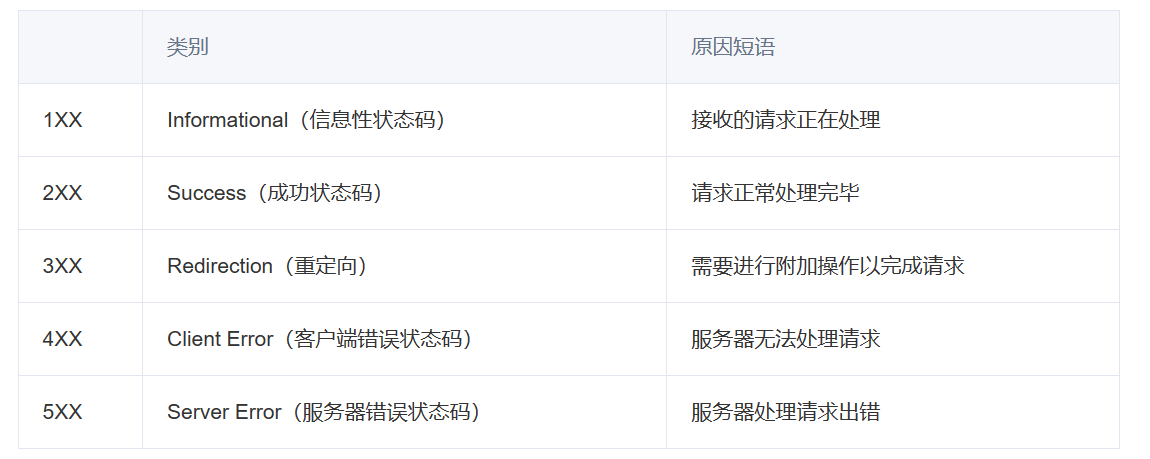 类别 原因短语
1XX Informational（信息性状态码） 接收的请求正在处理
2XX Success（成功状态码） 请求正常处理完毕
3XX Redirection（重定向） 需要进行附加操作以完成请求
4XX Client Error（客户端错误状态码） 服务器无法处理请求
5XX Server Error（服务器错误状态码） 服务器处理请求出错